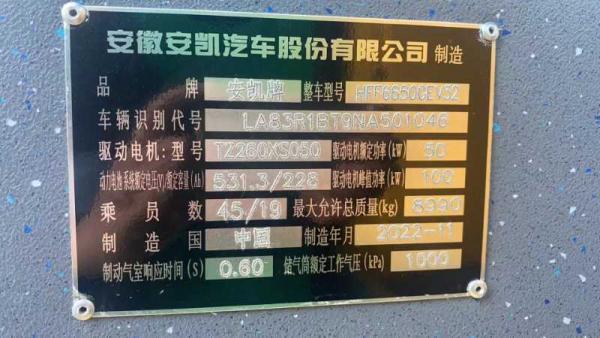 安徽安凯汽车股份有限公司 制造
品牌 安凯牌 整车型号 HFF6650GEVS2
车辆识别代号 LA83R1BT9NA501046
驱动电机:型号 TZ260XS050 驱动电机额定功率(kw) 50
动力电池系统额定电压(V)/额定容量(Ah) 531.3/228 驱动电机峰值功率(kw) 100
乘员数 45/19 最大允许总质量(kg) 8990
制造国 中国 制造年月 2022-11
制动气室响应时间(S) 0.60 储气筒额定工作气压(kPa) 1000